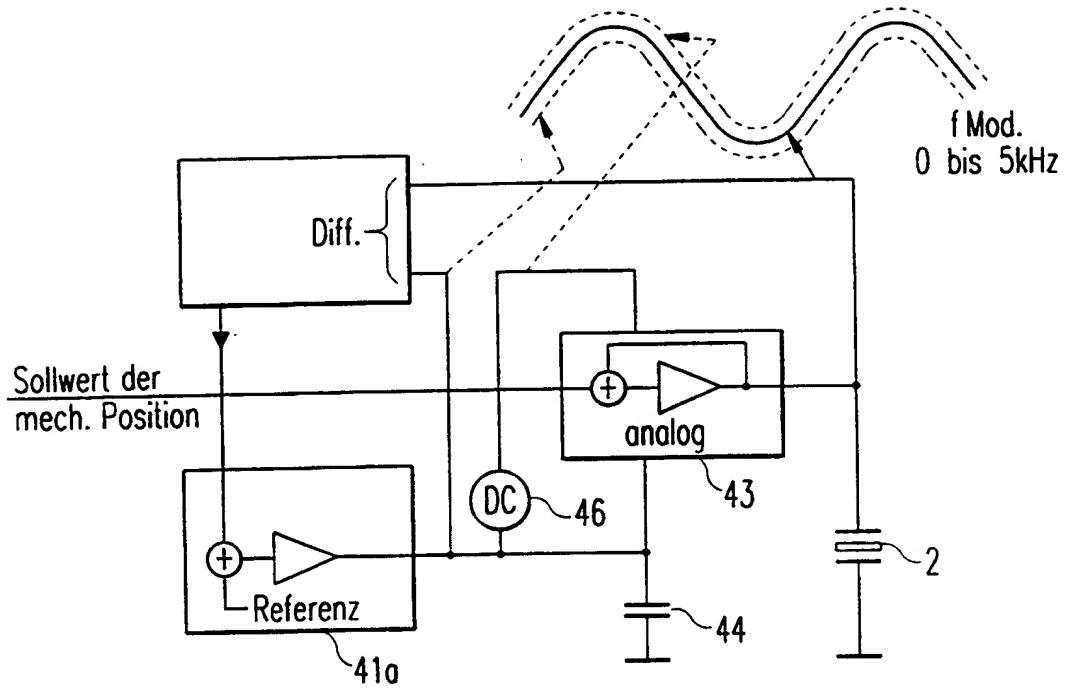 f Mod.
0 bis 5kHz
Diff.
Sollwert der
mech. Position
analog
43
DC
46
2
Referenz
44
41a